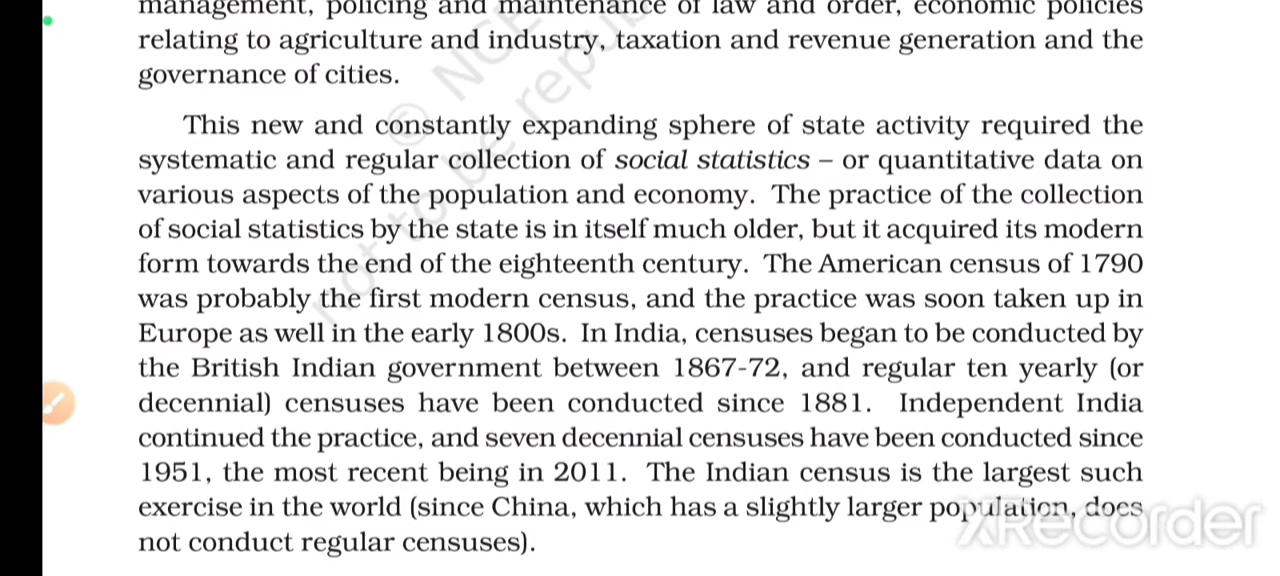 management, policing and maintenance of law and order, economic policies
relating to agriculture and industry, taxation and revenue generation and the
governance of cities.
This new and constantly expanding sphere of state activity required the
systematic and regular collection of social statistics – or quantitative data on
various aspects of the population and economy. The practice of the collection
of social statistics by the state is in itself much older, but it acquired its modern
form towards the end of the eighteenth century. The American census of 1790
was probably the first modern census, and the practice was soon taken up in
Europe as well in the early 1800s. In India, censuses began to be conducted by
the British Indian government between 1867-72, and regular ten yearly (or
decennial) censuses have been conducted since 1881. Independent India
continued the practice, and seven decennial censuses have been conducted since
1951, the most recent being in 2011. The Indian census is the largest such
exercise in the world (since China, which has a slightly larger population, does
not conduct regular censuses).
© NCE
not to be repub
XRecorder